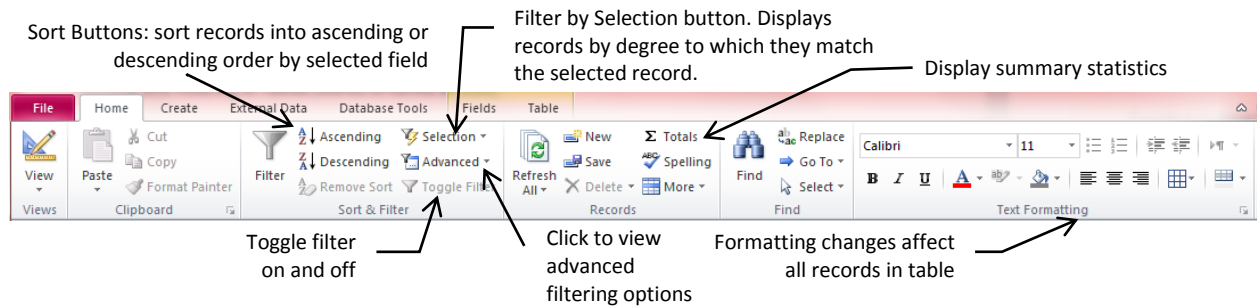 Sort Buttons: sort records into ascending or
descending order by selected field
Filter by Selection button. Displays
records by degree to which they match
the selected record.
Display summary statistics
File Home Create External Data Database Tools Fields Table
View
Views
Paste
Cut
Copy
Format Painter
Clipboard
Filter
Ascending
Descending
Remove Sort
Selection
Advanced
Toggle Filter
Sort & Filter
Refresh
All
New
Save
Delete
Σ Totals
Spelling
More
Records
Find
Replace
Go To
Select
Find
Calibri 11
B I U A
Text Formatting
Toggle filter
on and off
Click to view
advanced
filtering options
Formatting changes affect
all records in table